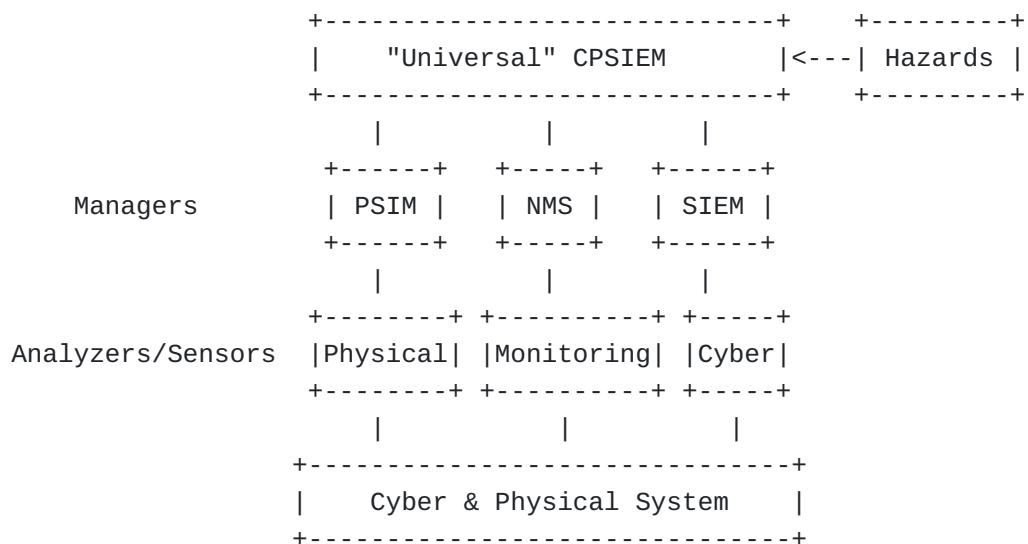 "Universal" CPSIEM <---| Hazards
Managers | PSIM | | NMS | | SIEM |
Analyzers/Sensors |Physical| |Monitoring| |Cyber|
Cyber & Physical System